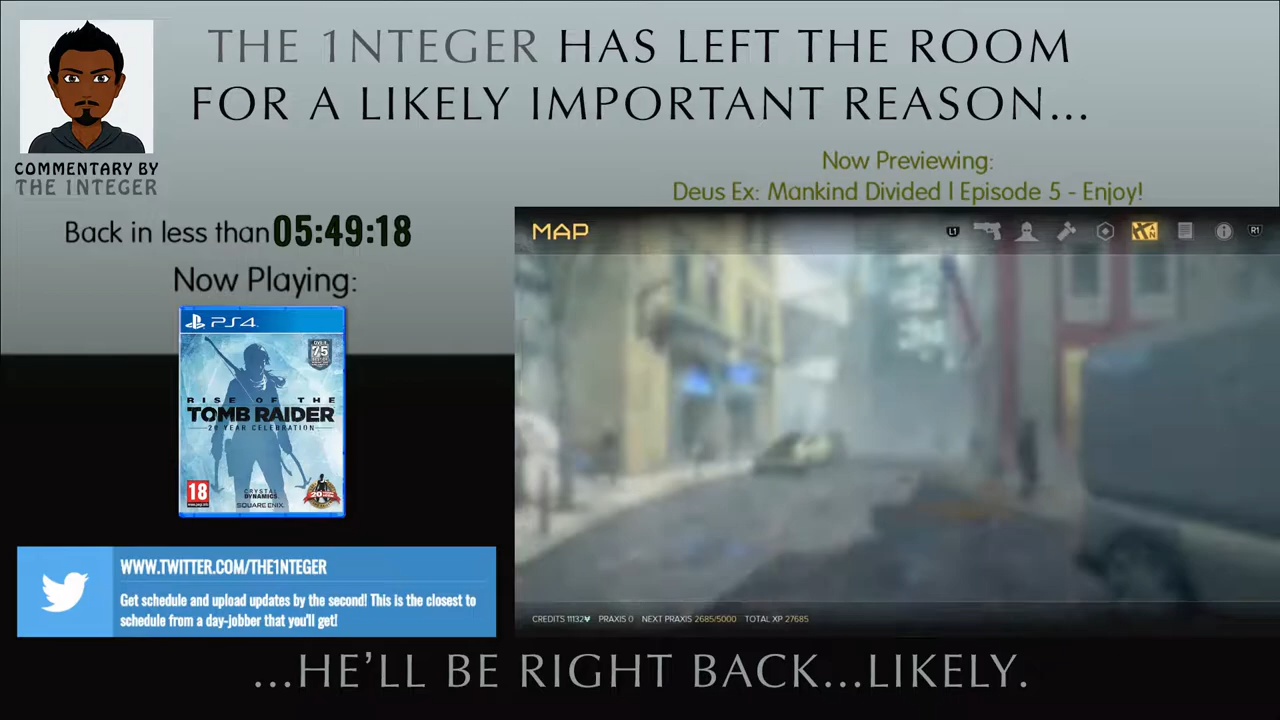 THE 1NTEGER HAS LEFT THE ROOM
FOR A LIKELY IMPORTANT REASON...
COMMENTARY BY
THE 1NTEGER
Now Previewing:
Deus Ex: Mankind Divided | Episode 5 - Enjoy!
Back in less than 05:49:18
Now Playing:
PS4
RISE OF THE
TOMB RAIDER
20 YEAR CELEBRATION
18
CRYSTAL
DYNAMICS
SQUARE ENIX
MAP
L1
R1
CREDITS 11132 PRAXIS 0 NEXT PRAXIS 2685/5000 TOTAL XP 27685
WWW.TWITTER.COM/THE1NTEGER
Get schedule and upload updates by the second! This is the closest to
schedule from a day-jobber that you'll get!
...HE'LL BE RIGHT BACK...LIKELY.